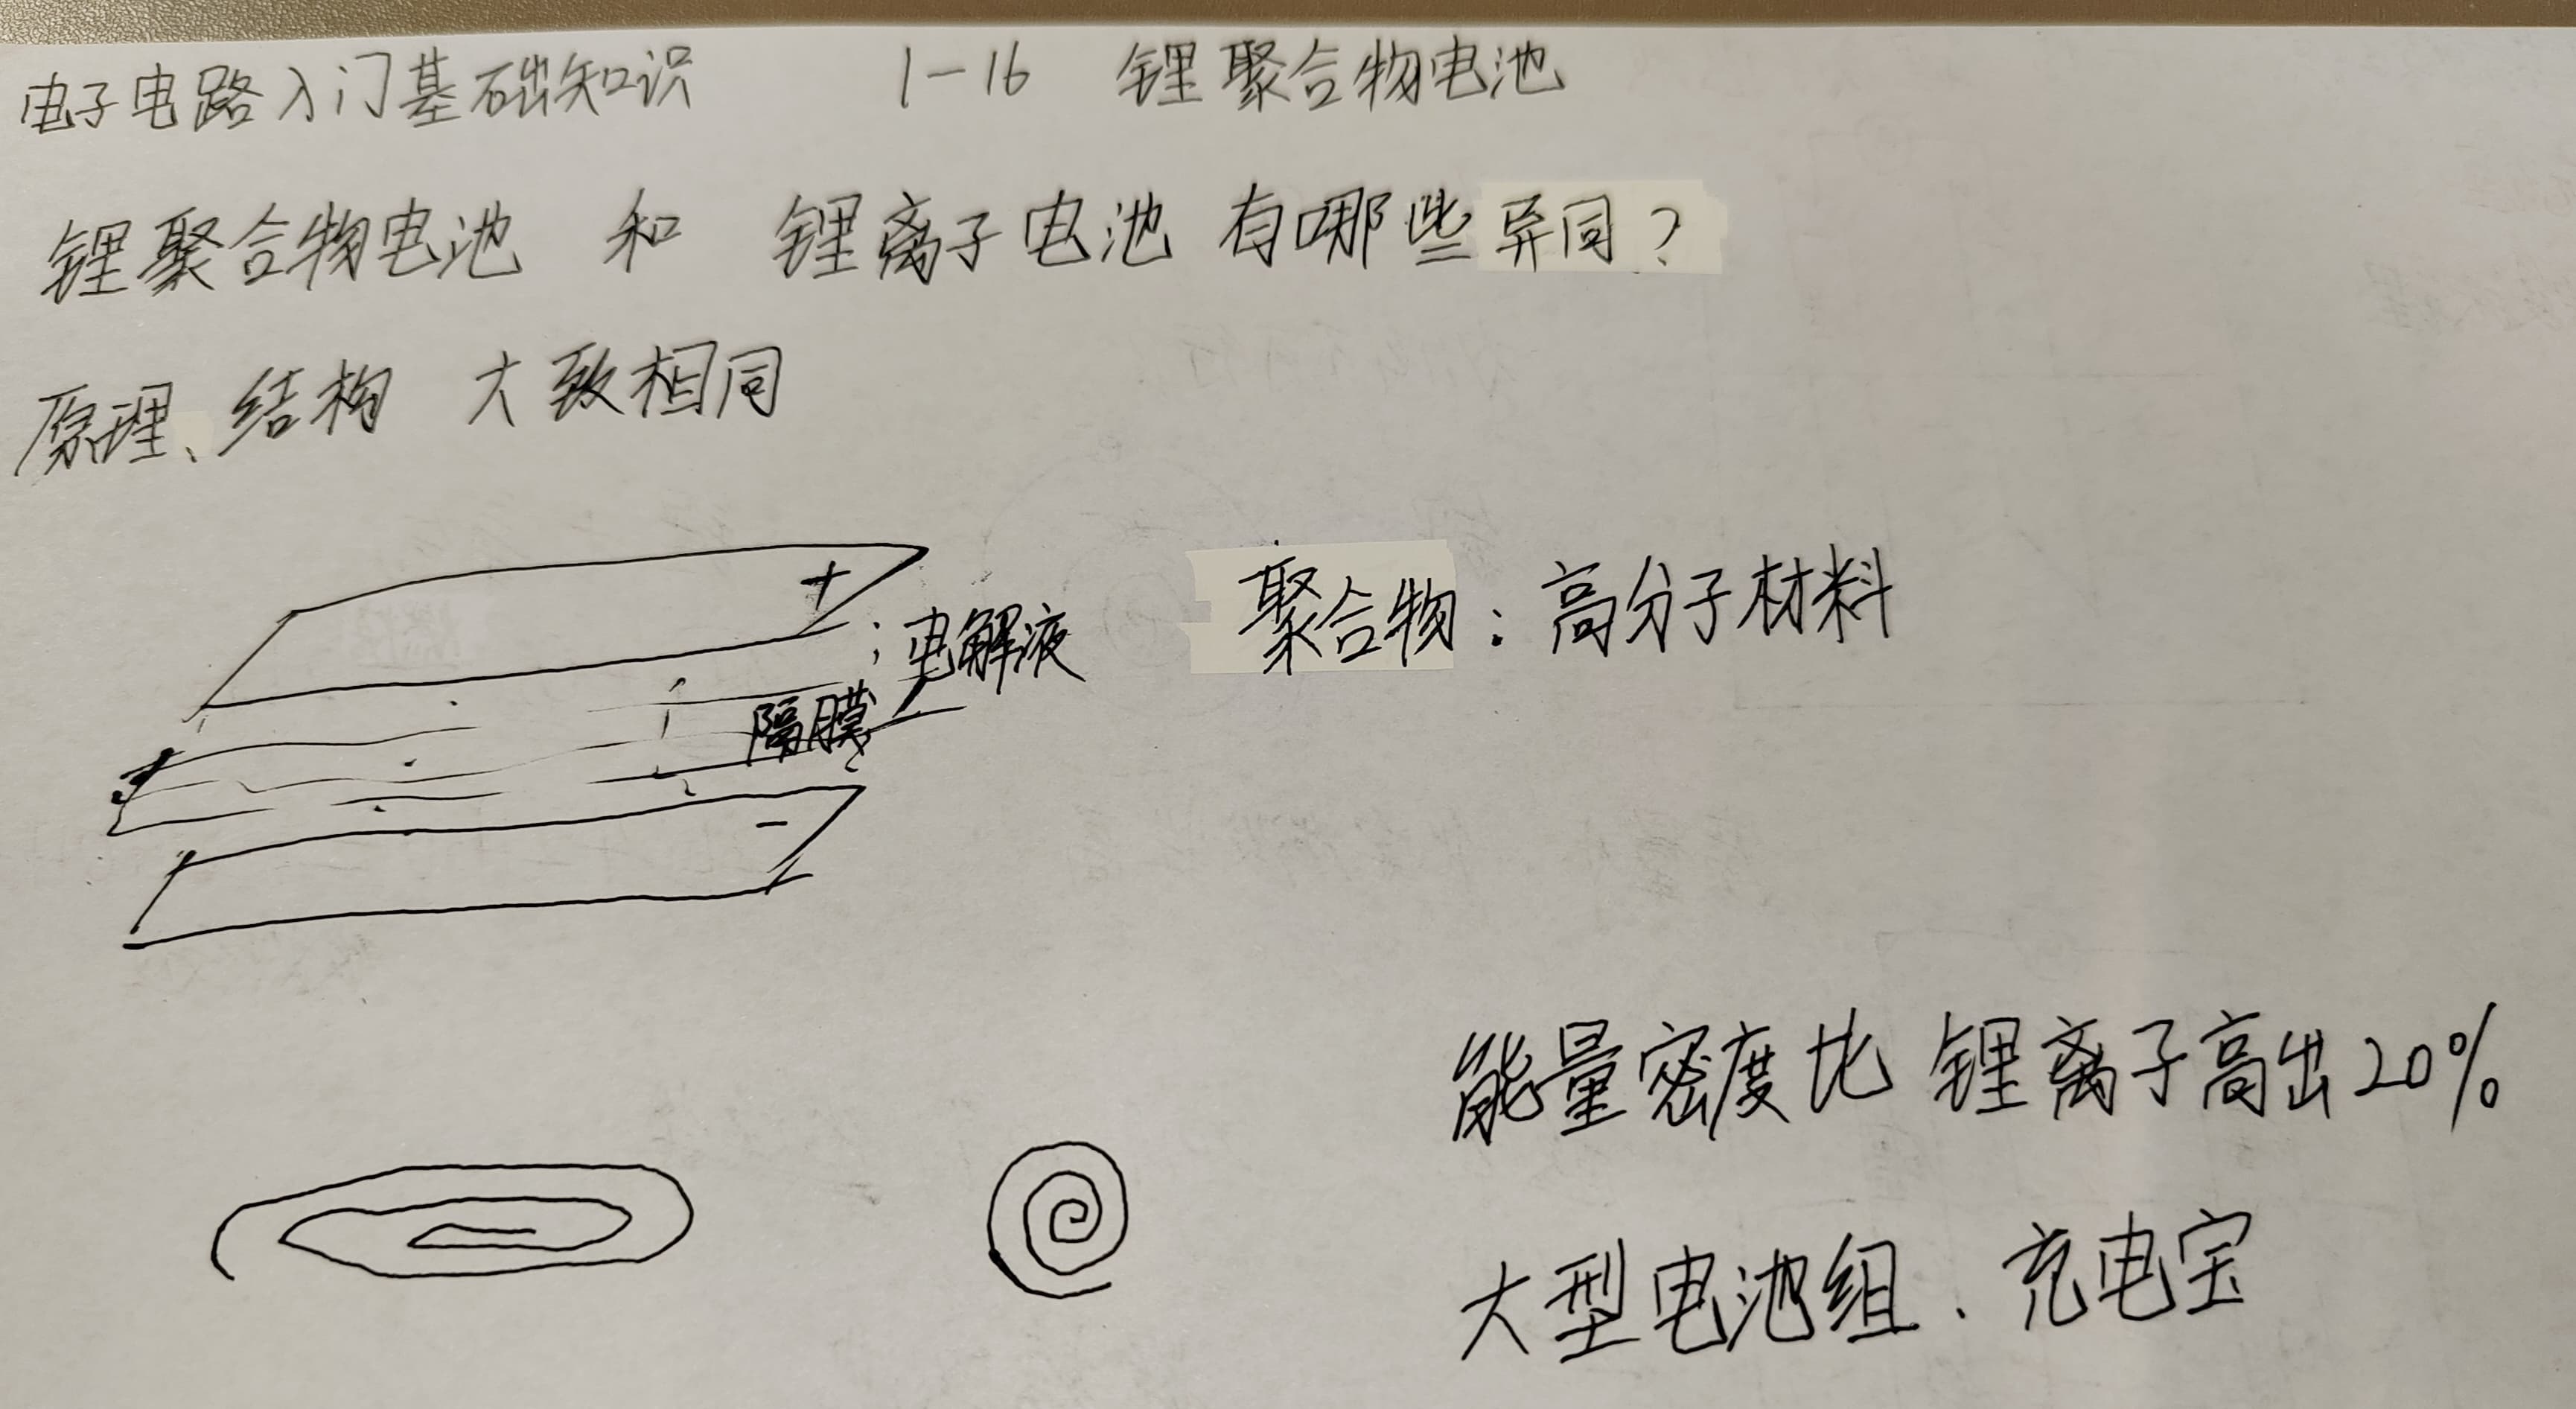 电子电路入门基础知识 1-16 锂聚合物电池
锂聚合物电池 和 锂离子电池 有哪些异同?
原理、结构 大致相同
+
电解液
隔膜
-
聚合物:高分子材料
能量密度比 锂离子高出20%
大型电池组、充电宝